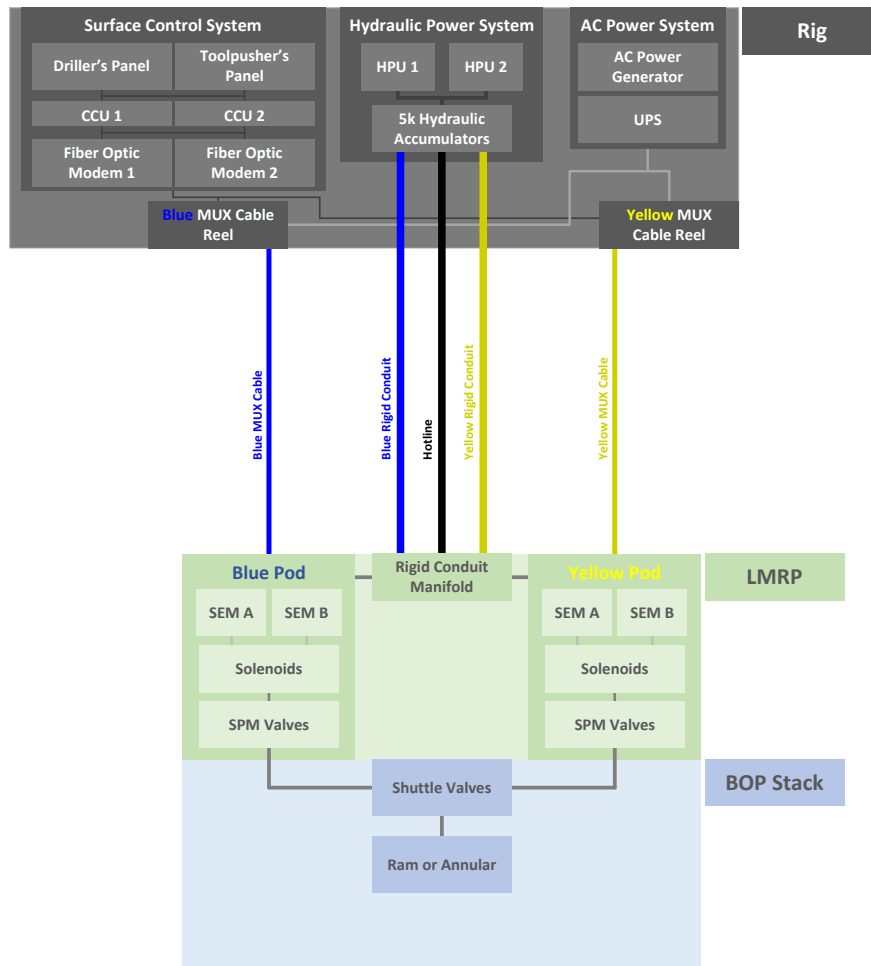 Surface Control System
Driller's Panel
Toolpusher's
Panel
CCU 1
CCU 2
Fiber Optic
Modem 1
Fiber Optic
Modem 2
Hydraulic Power System
HPU 1
HPU 2
5k Hydraulic
Accumulators
AC Power System
AC Power
Generator
UPS
Rig
Blue MUX Cable
Reel
Yellow MUX
Cable Reel
Blue MUX Cable
Blue Rigid Conduit
Hotline
Yellow Rigid Conduit
Yellow MUX Cable
Blue Pod
SEM A
SEM B
Solenoids
SPM Valves
Rigid Conduit
Manifold
Yellow Pod
SEM A
SEM B
Solenoids
SPM Valves
LMRP
Shuttle Valves
Ram or Annular
BOP Stack